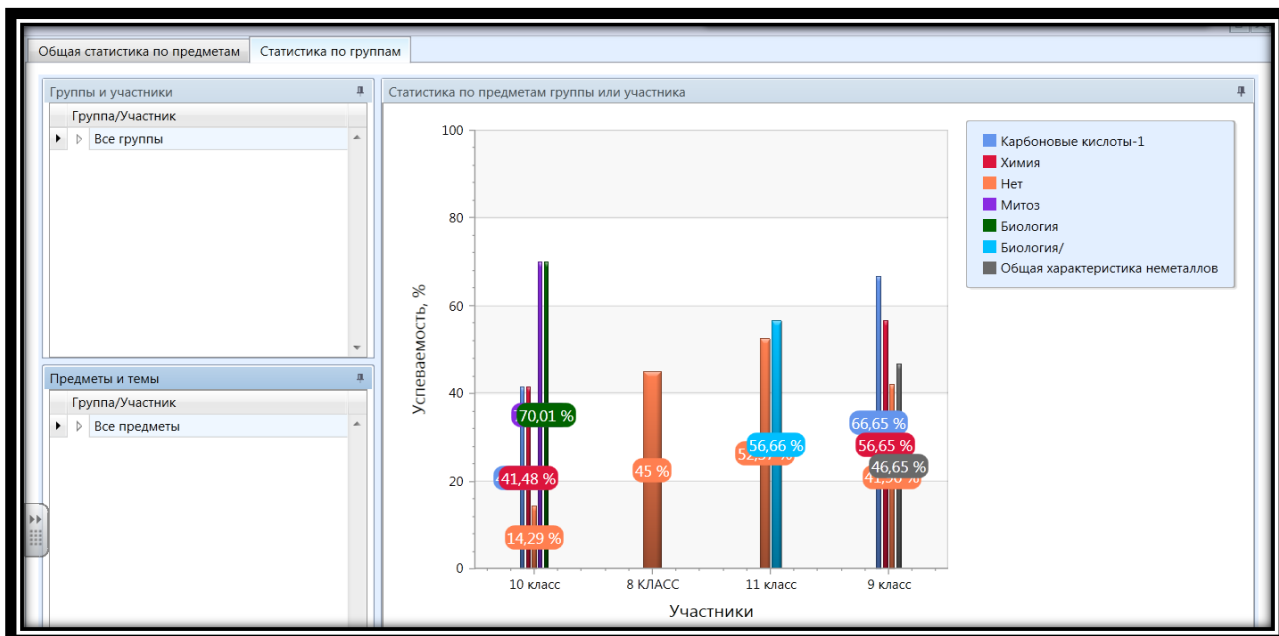 Общая статистика по предметам
Статистика по группам
Группы и участники
Группа/Участник
Все группы
Предметы и темы
Группа/Участник
Все предметы
Статистика по предметам группы или участника
Успеваемость, %
100
80
60
40
20
0
70,01 %
41,48 %
14,29 %
45 %
56,66 %
66,65 %
56,65 %
46,65 %
10 класс
8 КЛАСС
11 класс
9 класс
Участники
Карбоновые кислоты-1
Химия
Нет
Митоз
Биология
Биология/
Общая характеристика неметаллов